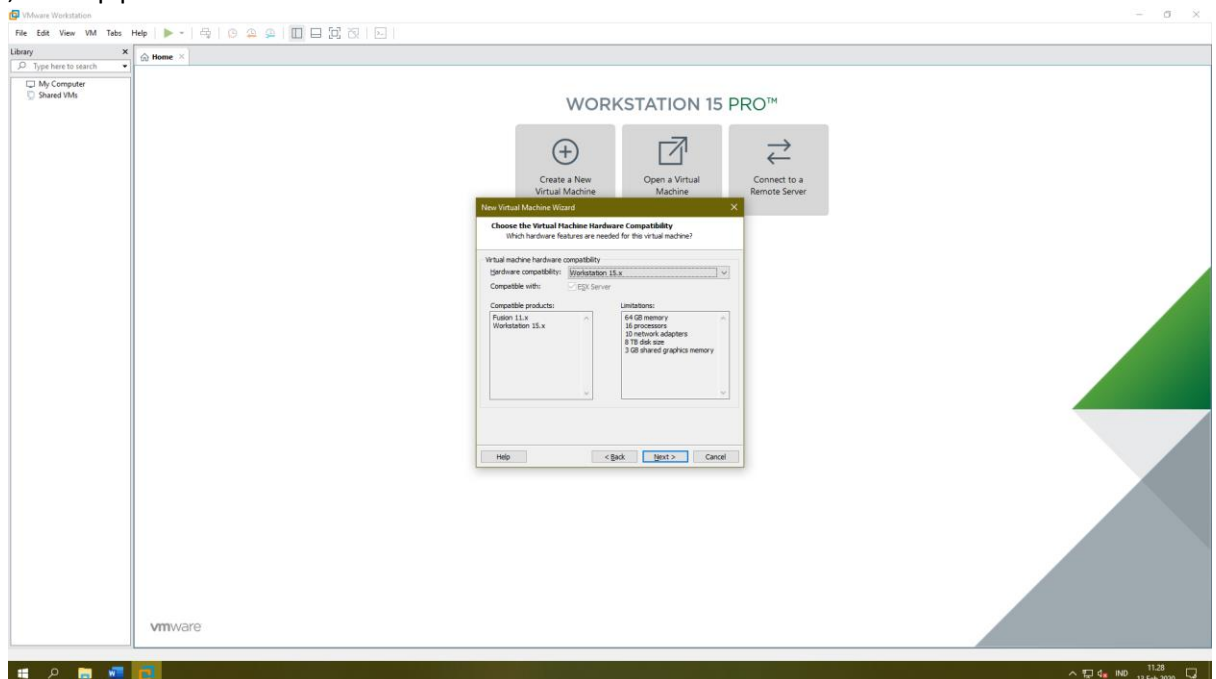 VMware Workstation
File Edit View VM Tabs Help
Library
Home
Type here to search
My Computer
Shared VMs
WORKSTATION 15 PRO™
Create a New Virtual Machine
Open a Virtual Machine
Connect to a Remote Server
New Virtual Machine Wizard
Choose the Virtual Machine Hardware Compatibility
Which hardware features are needed for this virtual machine?
Virtual machine hardware compatibility
Hardware compatibility: Workstation 15.x
Compatible with: ESX Server
Compatible products:
Fusion 11.x
Workstation 15.x
Limitations:
64 GB memory
16 processors
10 network adapters
8 TB disk size
3 GB shared graphics memory
Help < Back Next > Cancel
vmware
IND 11.28
13 Feb 2020